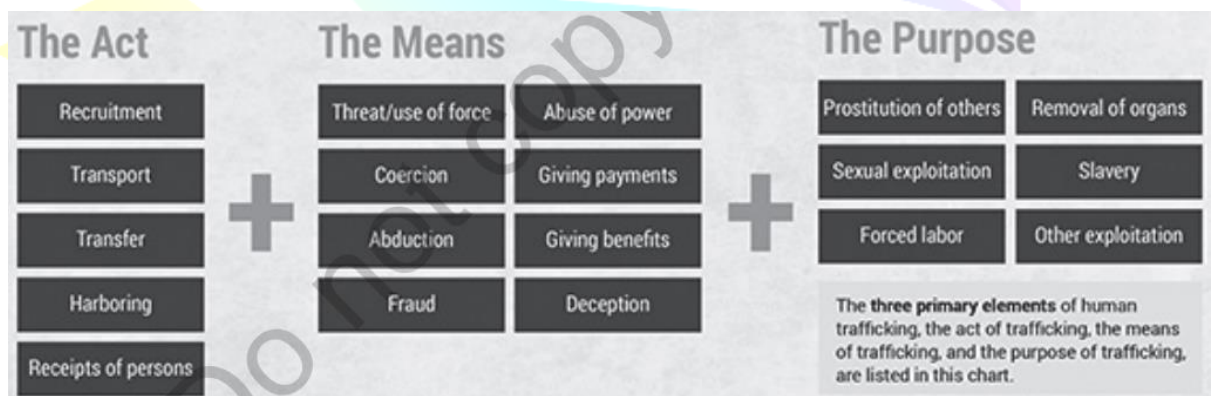 The Act
Recruitment
Transport
Transfer
Harboring
Receipts of persons
The Means
Threat/use of force
Abuse of power
Coercion
Giving payments
Abduction
Giving benefits
Fraud
Deception
The Purpose
Prostitution of others
Removal of organs
Sexual exploitation
Slavery
Forced labor
Other exploitation
The three primary elements of human
trafficking, the act of trafficking, the means
of trafficking, and the purpose of trafficking,
are listed in this chart.
Do not copy